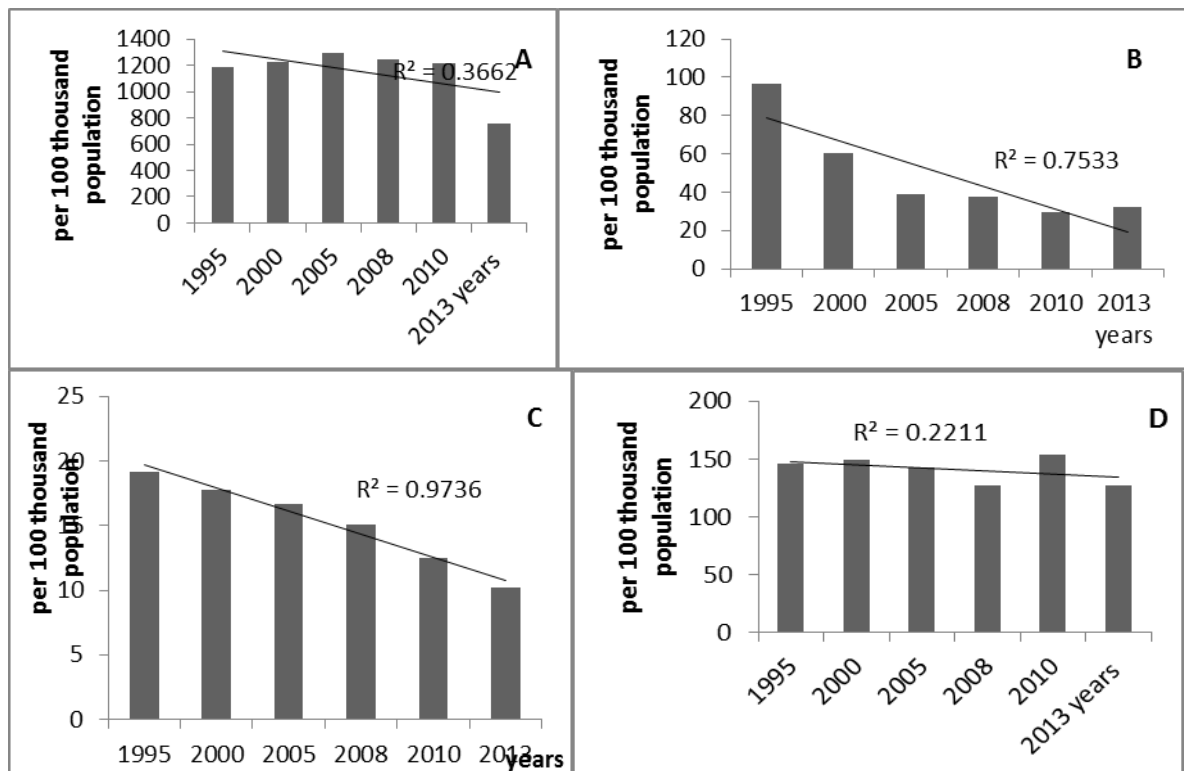 A
per 100 thousand
population
1400
1200
1000
800
600
400
200
0
R² = 0.3662
1995
2000
2005
2008
2010
2013 years
B
per 100 thousand
population
120
100
80
60
40
20
0
R² = 0.7533
1995 2000 2005 2008 2010 2013
years
C
per 100 thousand
population
25
20
15
10
5
0
R² = 0.9736
1995 2000 2005 2008 2010 2013
years
D
per 100 thousand
population
200
150
100
50
0
R² = 0.2211
1995
2000
2005
2008
2010
2013 years